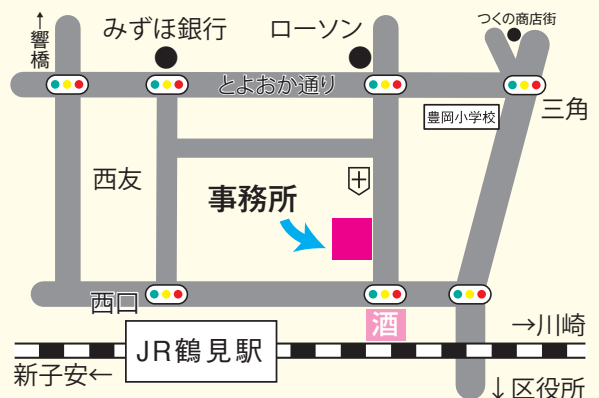 ↑響橋
みずほ銀行
ローソン
つくの商店街
とよおか通り
豊岡小学校
三角
西友
事務所
西口
酒
→川崎
JR鶴見駅
新子安←
↓区役所